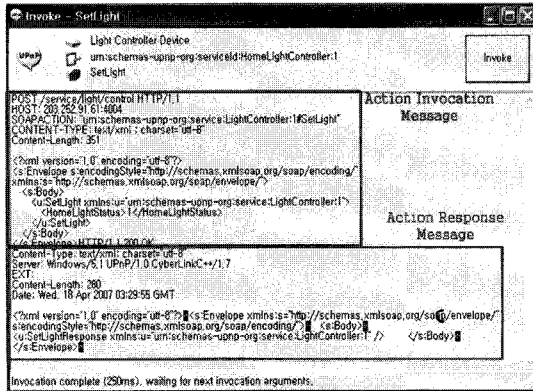 Invoke - SetLight
Light Controller Device
UPnP
urn:schemas-upnp-org:serviceId:HomeLightController:1
SetLight
Invoke
POST /service/light/control HTTP/1.1
HOST: 203.252.91.61:4004
SOAPACTION: "urn:schemas-upnp-org:service:LightController:1#SetLight"
CONTENT-TYPE: text/xml ; charset="utf-8"
Content-Length: 351
<?xml version="1.0" encoding="utf-8"?>
<s:Envelope s:encodingStyle="http://schemas.xmlsoap.org/soap/encoding/"
xmlns:s="http://schemas.xmlsoap.org/soap/envelope/">
<s:Body>
<u:SetLight xmlns:u="urn:schemas-upnp-org:service:LightController:1">
<HomeLightStatus>1</HomeLightStatus>
</u:SetLight>
</s:Body>
</s:Envelope>HTTP/1.1 200 OK
Action Invocation
Message
Action Response
Message
Content-Type: text/xml; charset="utf-8"
Server: Windows/5.1 UPnP/1.0 CyberLinkC++/1.7
EXT:
Content-Length: 280
Date: Wed, 18 Apr 2007 03:29:55 GMT
<?xml version="1.0" encoding="utf-8"?><s:Envelope xmlns:s="http://schemas.xmlsoap.org/soap/envelope/"
s:encodingStyle="http://schemas.xmlsoap.org/soap/encoding/"> <s:Body>
<u:SetLightResponse xmlns:u="urn:schemas-upnp-org:service:LightController:1" /> </s:Body>
</s:Envelope>
Invocation complete (250ms), waiting for next invocation arguments.